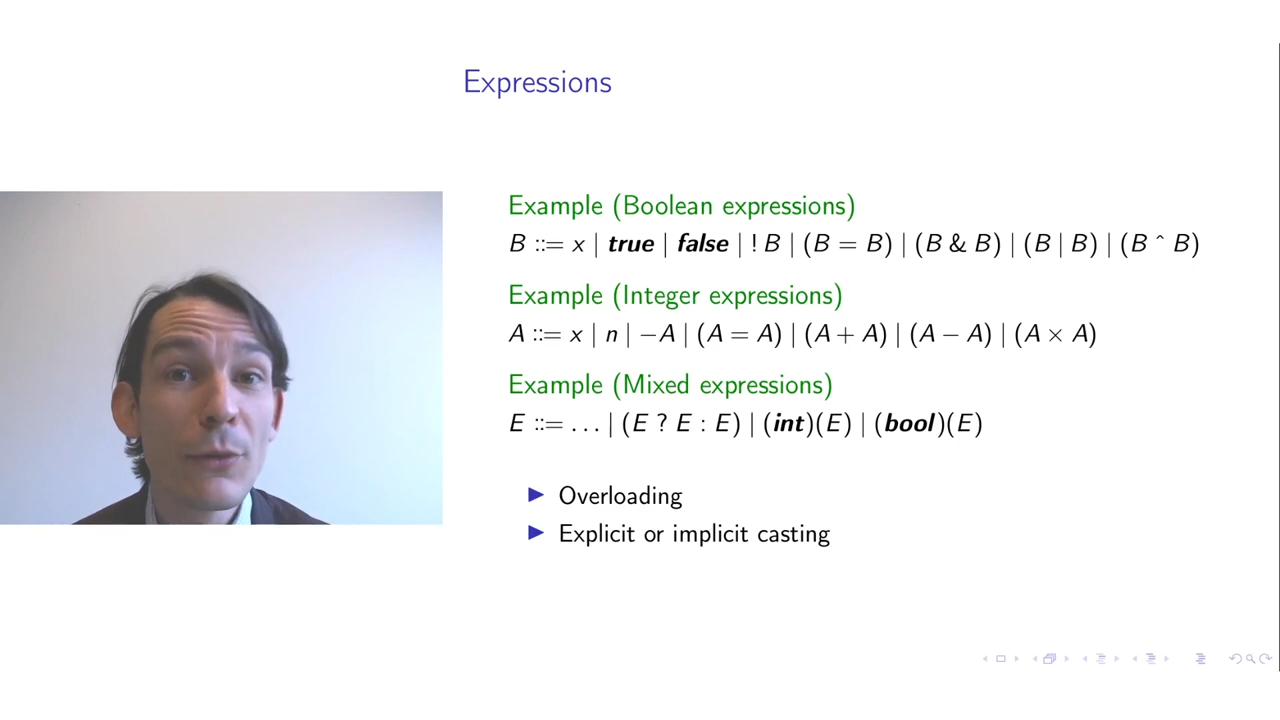 Expressions
Example (Boolean expressions)
B ::= x | true | false | ! B | (B = B) | (B & B) | (B | B) | (B ^ B)
Example (Integer expressions)
A ::= x | n | −A | (A = A) | (A + A) | (A − A) | (A × A)
Example (Mixed expressions)
E ::= ... | (E ? E : E) | (int)(E) | (bool)(E)
Overloading
Explicit or implicit casting